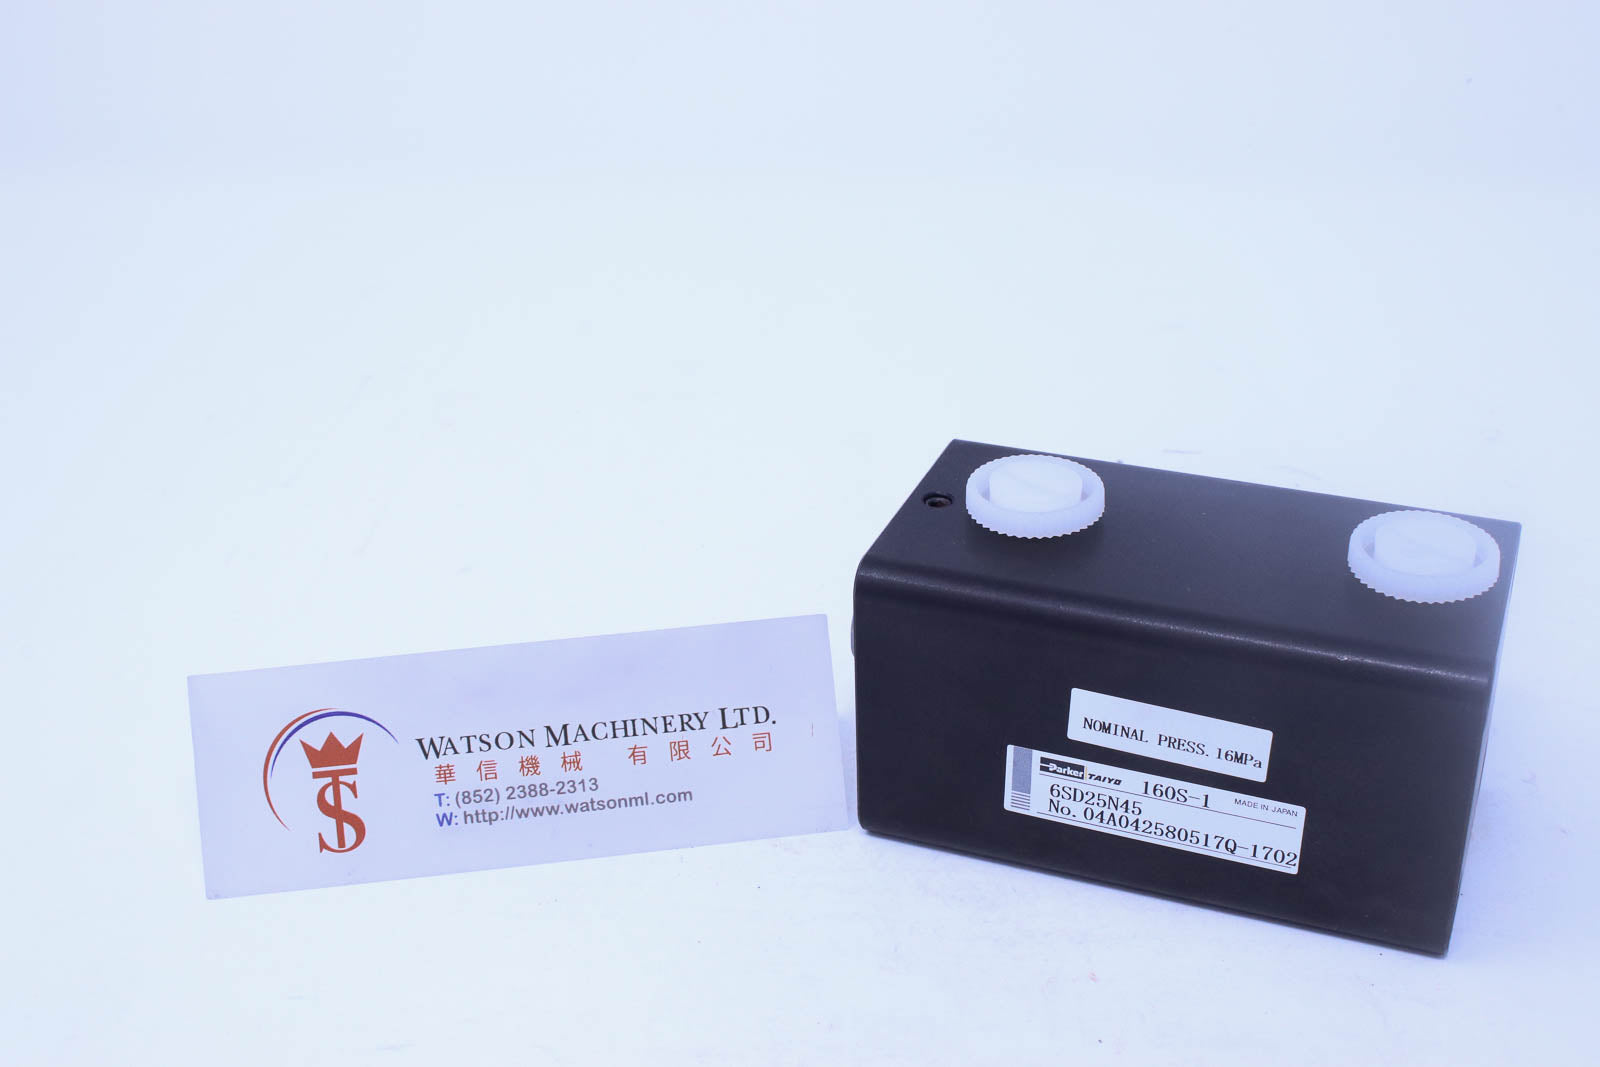 WATSON MACHINERY LTD.
華信機械 有限公司
T: (852) 2388-2313
W: http://www.watsonml.com
NOMINAL PRESS. 16MPa
Parker TAIYO 160S-1 MADE IN JAPAN
6SD25N45
No. 04A042580517Q-1702